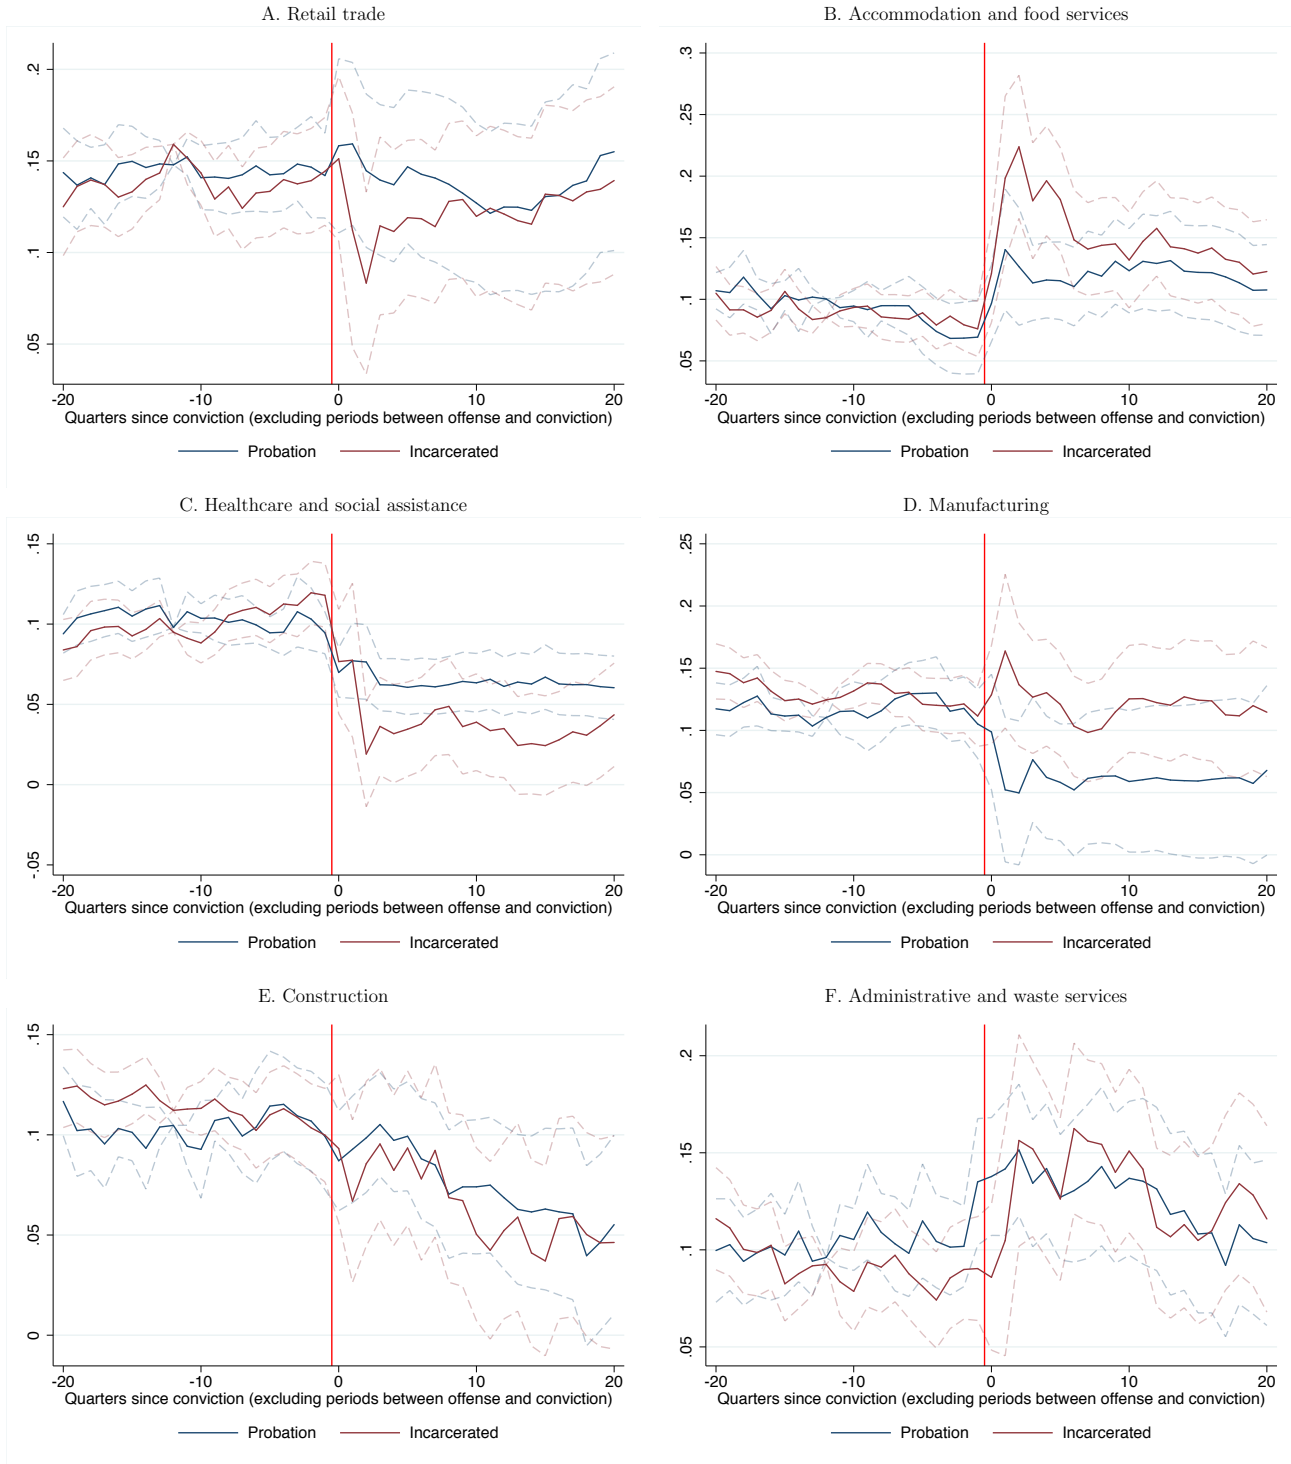 A. Retail trade
.2
.15
.1
.05
-20
-10
0
10
20
Quarters since conviction (excluding periods between offense and conviction)
Probation
Incarcerated
B. Accommodation and food services
.3
.25
.2
.15
.1
.05
-20
-10
0
10
20
Quarters since conviction (excluding periods between offense and conviction)
Probation
Incarcerated
C. Healthcare and social assistance
.15
.1
.05
0
-.05
-20
-10
0
10
20
Quarters since conviction (excluding periods between offense and conviction)
Probation
Incarcerated
D. Manufacturing
.25
.2
.15
.1
.05
0
-20
-10
0
10
20
Quarters since conviction (excluding periods between offense and conviction)
Probation
Incarcerated
E. Construction
.15
.1
.05
0
-20
-10
0
10
20
Quarters since conviction (excluding periods between offense and conviction)
Probation
Incarcerated
F. Administrative and waste services
.2
.15
.1
.05
-20
-10
0
10
20
Quarters since conviction (excluding periods between offense and conviction)
Probation
Incarcerated